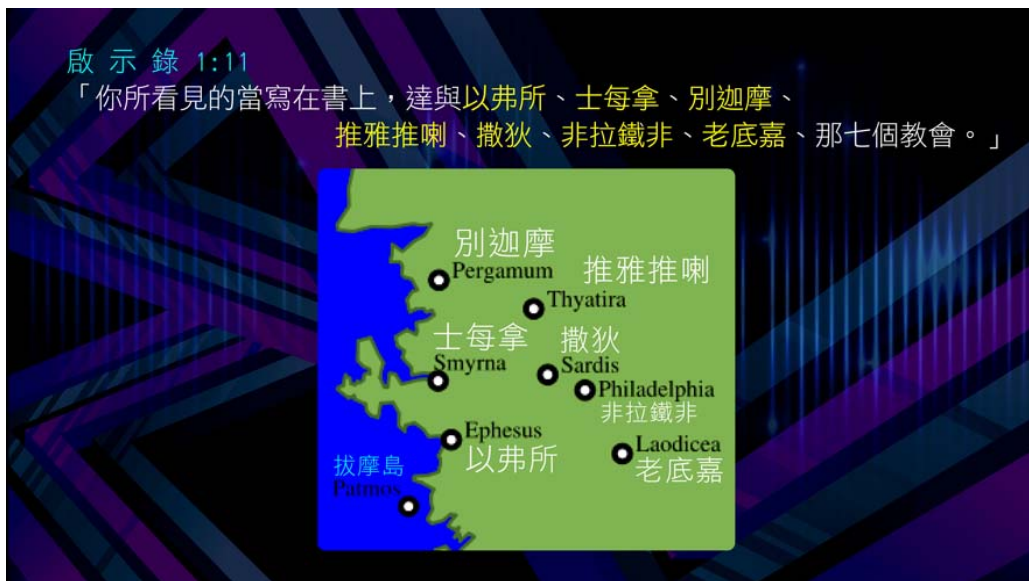 啟 示 錄 1:11
「你所看見的當寫在書上，達與以弗所、士每拿、別迦摩、
推雅推喇、撒狄、非拉鐵非、老底嘉、那七個教會。」
別迦摩
Pergamum
推雅推喇
Thyatira
士每拿
Smyrna
撒狄
Sardis
Philadelphia
非拉鐵非
Ephesus
以弗所
Laodicea
老底嘉
拔摩島
Patmos